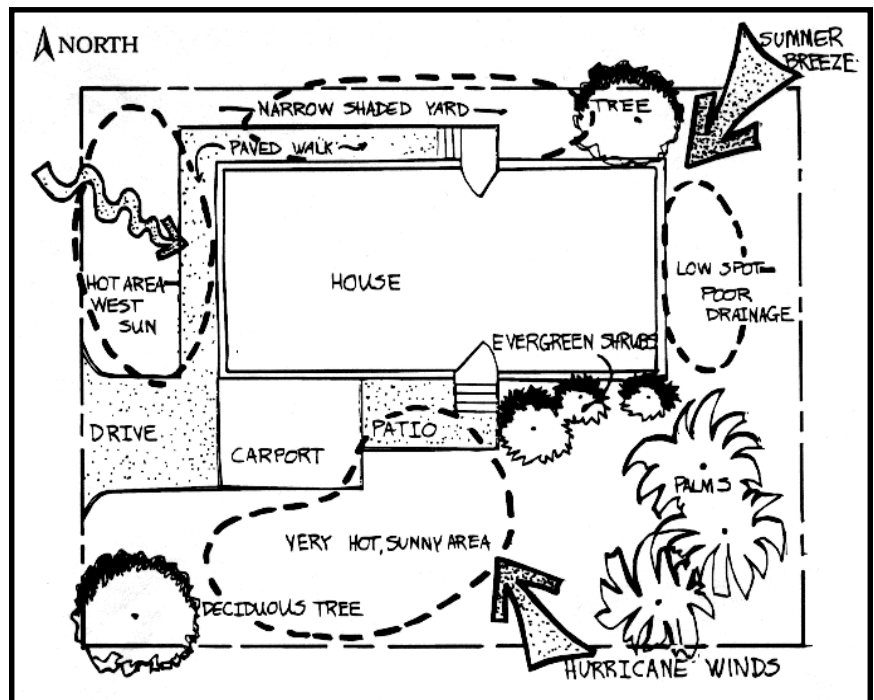 NORTH
SUMMER
BREEZE
NARROW SHADED YARD
TREE
PAVED WALK
HOT AREA
WEST
SUN
HOUSE
LOW SPOT
POOR
DRAINAGE
EVERGREEN SHRUBS
DRIVE
CARPORT
PATIO
PALMS
VERY HOT, SUNNY AREA
DECIDUOUS TREE
HURRICANE WINDS